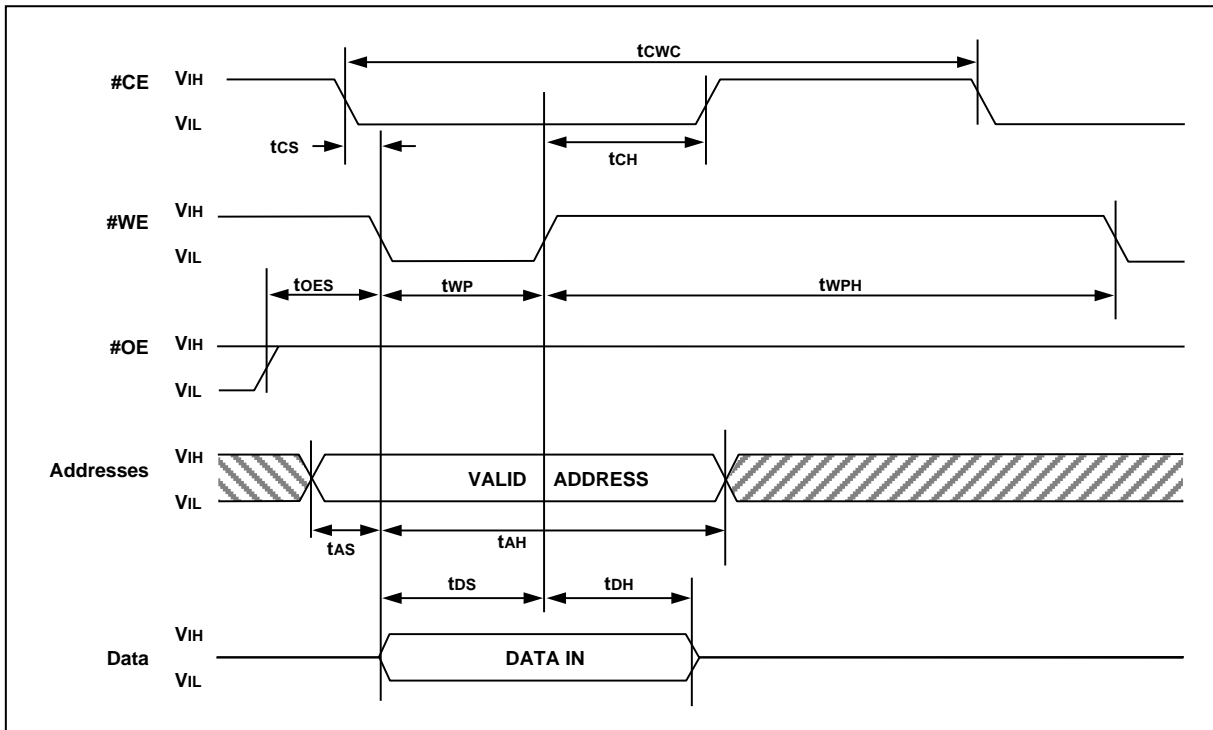 tCWC
#CE VIH
VIL
tCS
tCH
#WE VIH
VIL
tOES tWP tWPH
#OE VIH
VIL
Addresses VIH
VALID ADDRESS
VIL
tAS tAH
tDS tDH
VIH
Data DATA IN
VIL